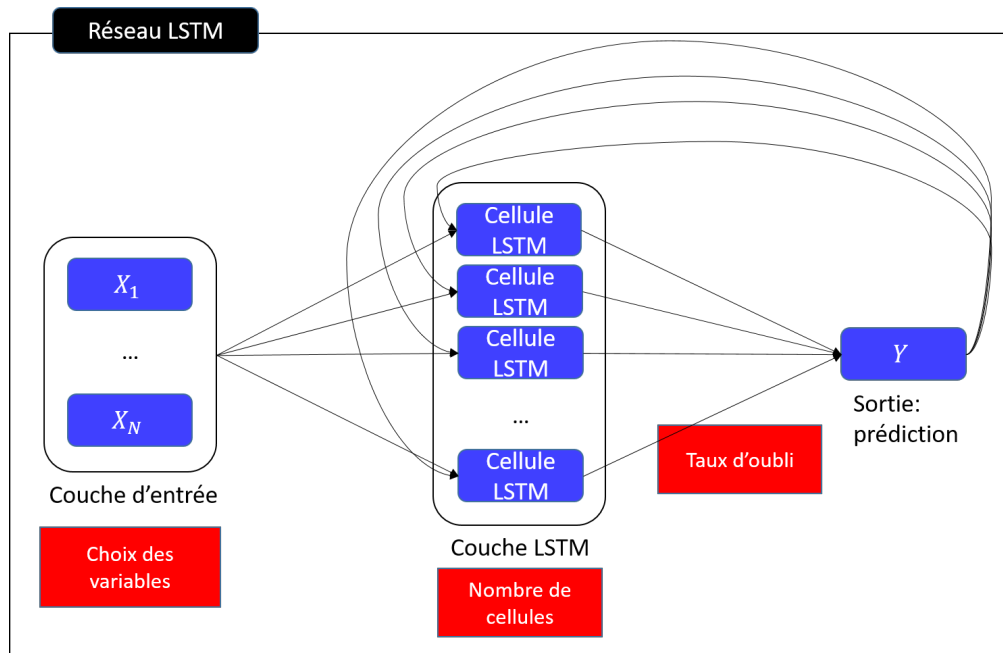 Réseau LSTM
X₁
...
X_N
Couche d'entrée
Choix des
variables
Cellule
LSTM
Cellule
LSTM
Cellule
LSTM
...
Cellule
LSTM
Couche LSTM
Nombre de
cellules
Y
Sortie:
prédiction
Taux d'oubli